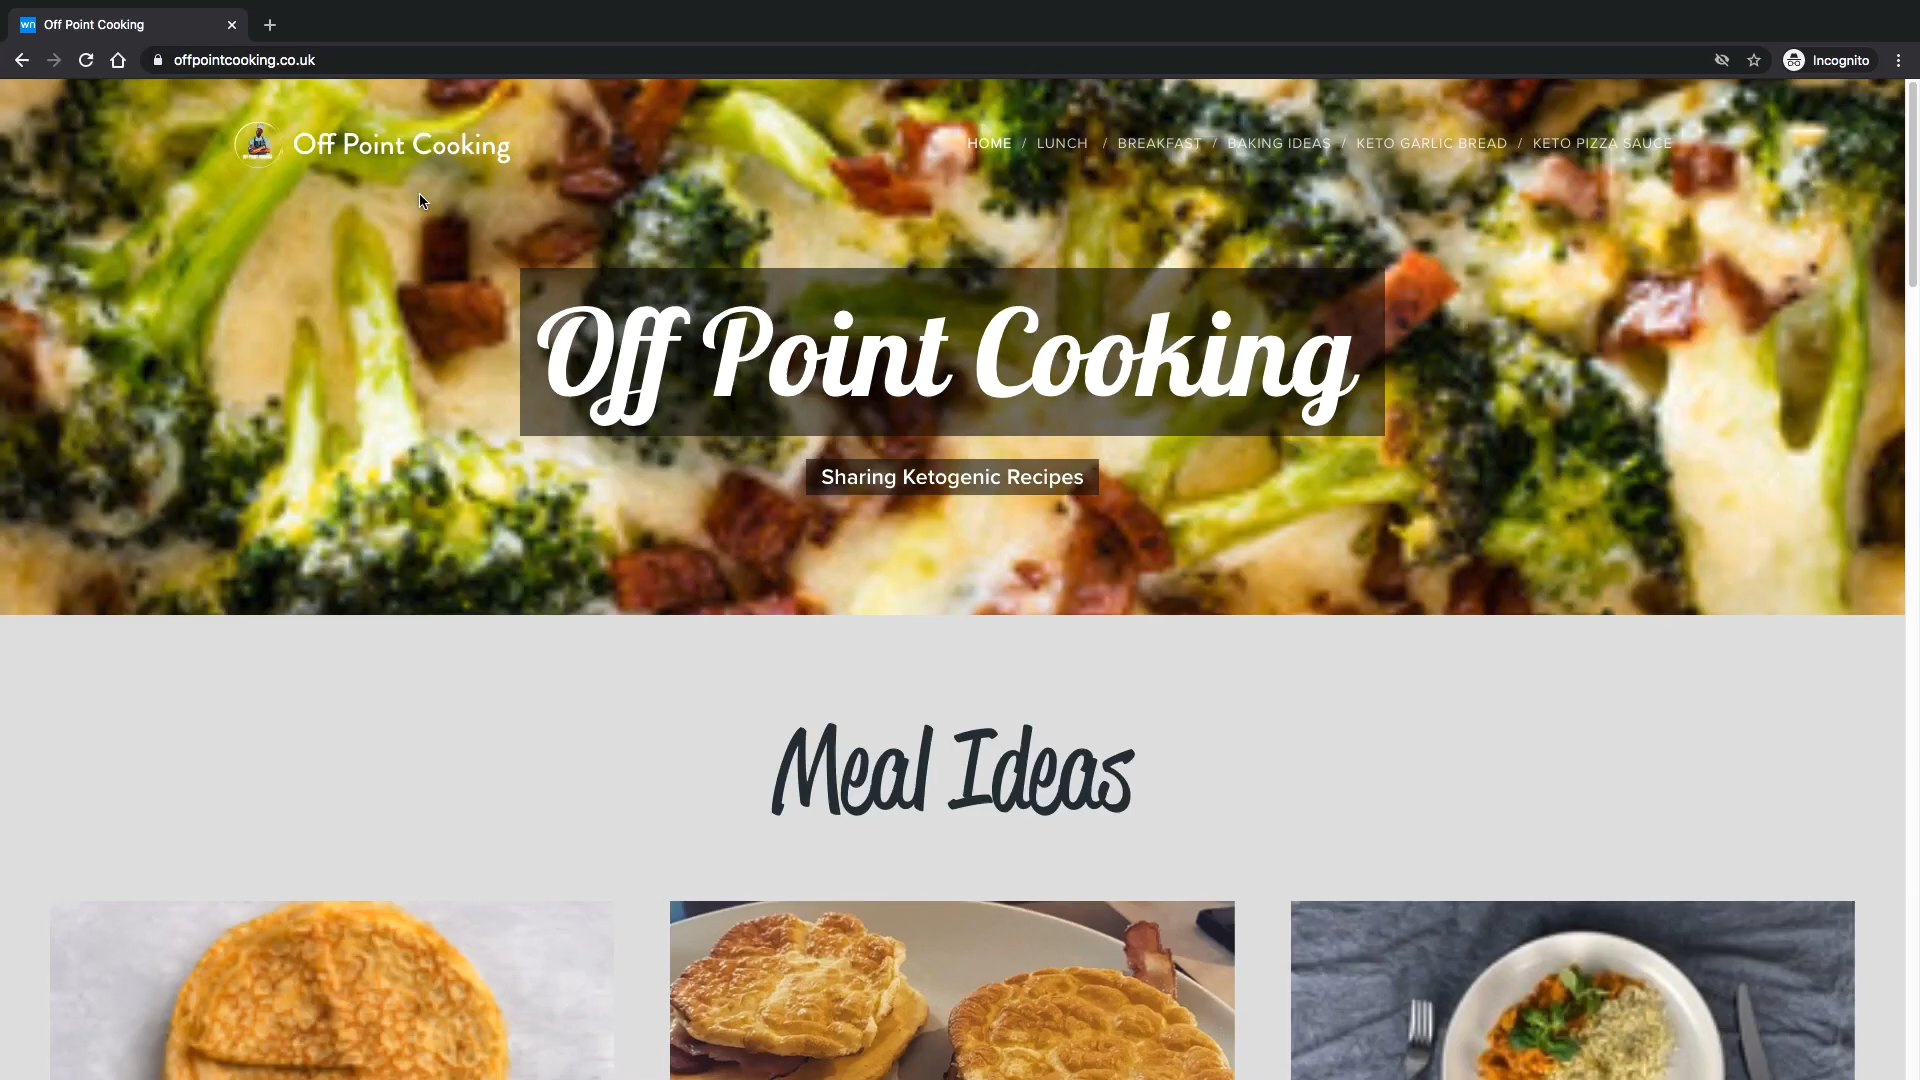 wn Off Point Cooking
offpointcooking.co.uk
Incognito
Off Point Cooking
HOME / LUNCH / BREAKFAST / BAKING IDEAS / KETO GARLIC BREAD / KETO PIZZA SAUCE
Off Point Cooking
Sharing Ketogenic Recipes
Meal Ideas